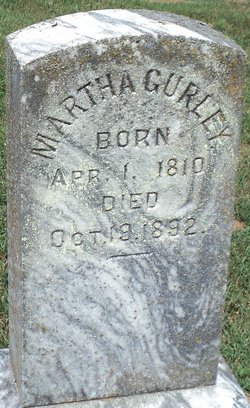 MARTHA GURLEY
BORN
APR. 1. 1810
DIED
OCT.19.1892.